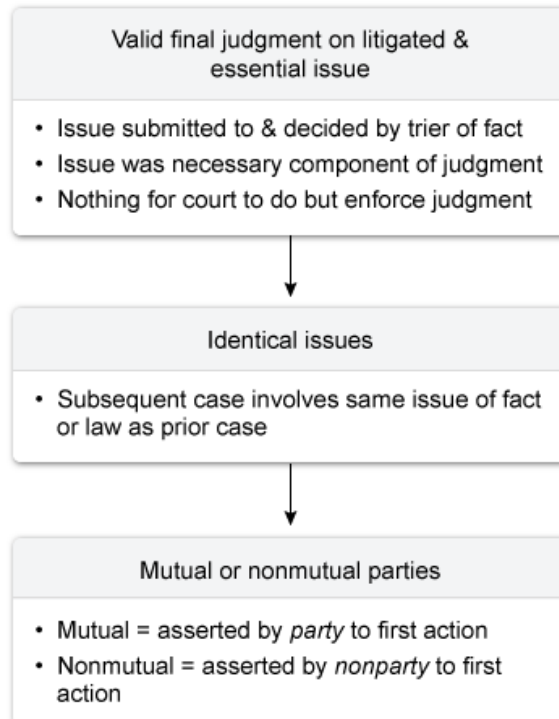 Valid final judgment on litigated &
essential issue
• Issue submitted to & decided by trier of fact
• Issue was necessary component of judgment
• Nothing for court to do but enforce judgment
Identical issues
• Subsequent case involves same issue of fact
or law as prior case
Mutual or nonmutual parties
• Mutual = asserted by party to first action
• Nonmutual = asserted by nonparty to first
action